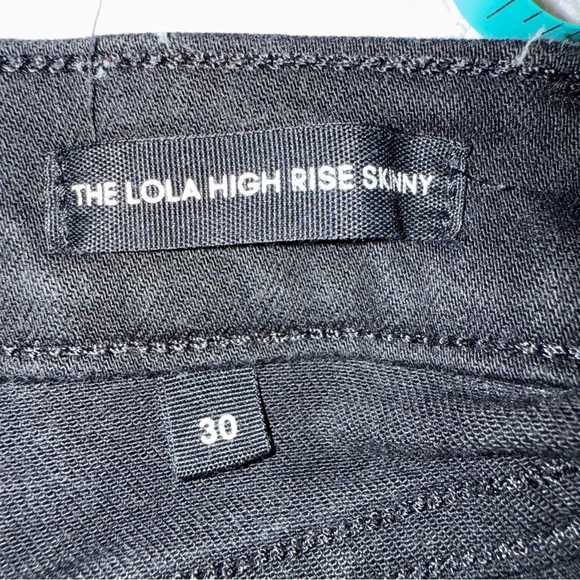 THE LOLA HIGH RISE SKINNY
30